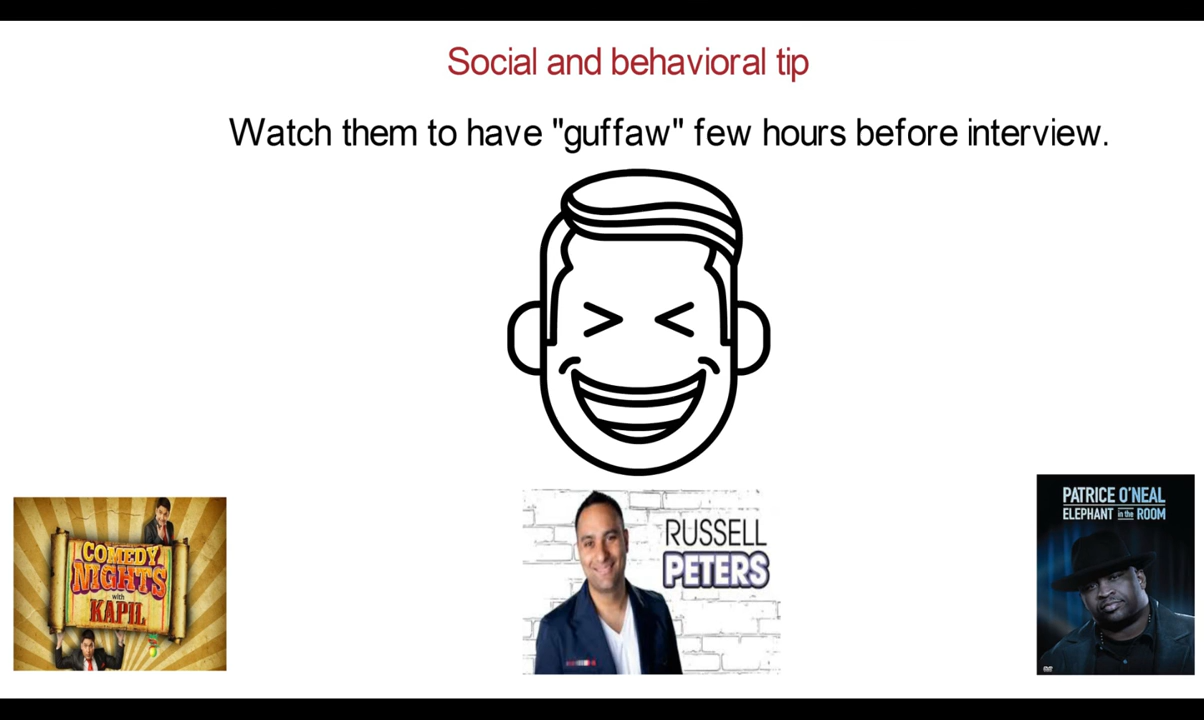 Social and behavioral tip
Watch them to have "guffaw" few hours before interview.
COMEDY
NIGHTS
with
KAPIL
RUSSELL
PETERS
PATRICE O'NEAL
ELEPHANT in the ROOM